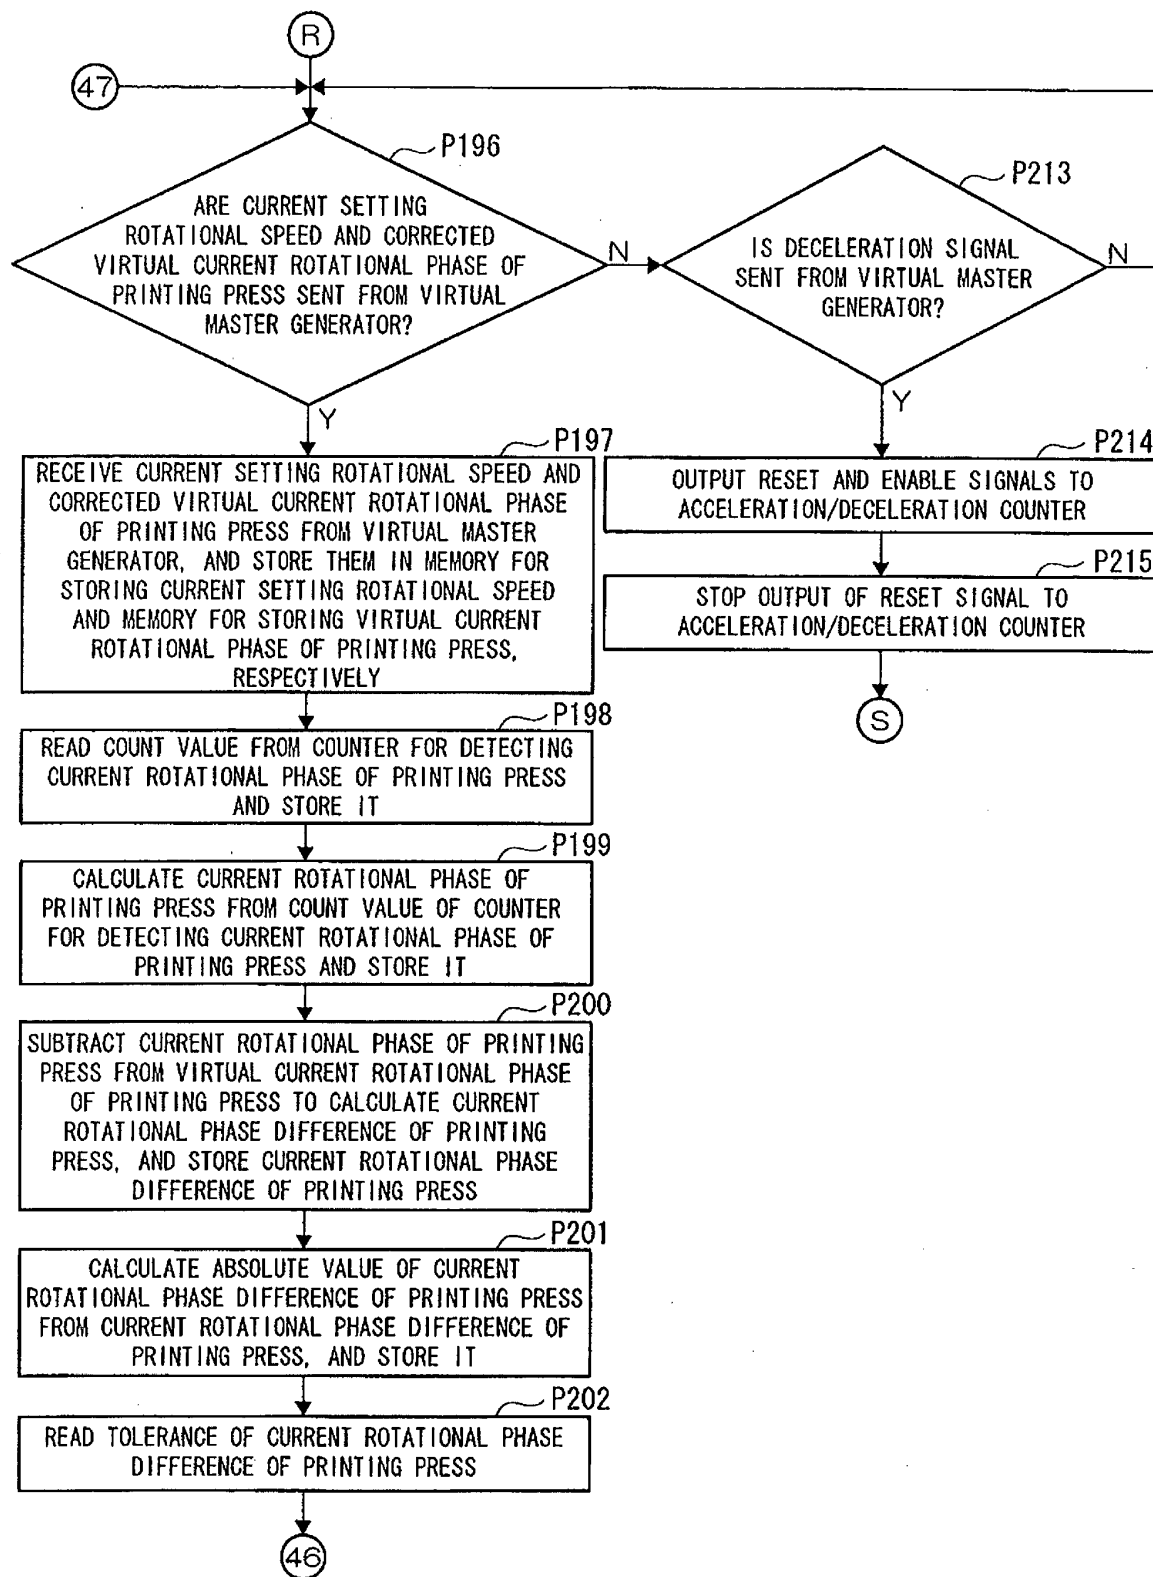 R
47
P196
ARE CURRENT SETTING
ROTATIONAL SPEED AND CORRECTED
VIRTUAL CURRENT ROTATIONAL PHASE OF
PRINTING PRESS SENT FROM VIRTUAL
MASTER GENERATOR?
N
Y
P213
IS DECELERATION SIGNAL
SENT FROM VIRTUAL MASTER
GENERATOR?
N
Y
P197
RECEIVE CURRENT SETTING ROTATIONAL SPEED AND
CORRECTED VIRTUAL CURRENT ROTATIONAL PHASE
OF PRINTING PRESS FROM VIRTUAL MASTER
GENERATOR, AND STORE THEM IN MEMORY FOR
STORING CURRENT SETTING ROTATIONAL SPEED
AND MEMORY FOR STORING VIRTUAL CURRENT
ROTATIONAL PHASE OF PRINTING PRESS,
RESPECTIVELY
P214
OUTPUT RESET AND ENABLE SIGNALS TO
ACCELERATION/DECELERATION COUNTER
P215
STOP OUTPUT OF RESET SIGNAL TO
ACCELERATION/DECELERATION COUNTER
S
P198
READ COUNT VALUE FROM COUNTER FOR DETECTING
CURRENT ROTATIONAL PHASE OF PRINTING PRESS
AND STORE IT
P199
CALCULATE CURRENT ROTATIONAL PHASE OF
PRINTING PRESS FROM COUNT VALUE OF COUNTER
FOR DETECTING CURRENT ROTATIONAL PHASE OF
PRINTING PRESS AND STORE IT
P200
SUBTRACT CURRENT ROTATIONAL PHASE OF PRINTING
PRESS FROM VIRTUAL CURRENT ROTATIONAL PHASE
OF PRINTING PRESS TO CALCULATE CURRENT
ROTATIONAL PHASE DIFFERENCE OF PRINTING
PRESS, AND STORE CURRENT ROTATIONAL PHASE
DIFFERENCE OF PRINTING PRESS
P201
CALCULATE ABSOLUTE VALUE OF CURRENT
ROTATIONAL PHASE DIFFERENCE OF PRINTING PRESS
FROM CURRENT ROTATIONAL PHASE DIFFERENCE OF
PRINTING PRESS, AND STORE IT
P202
READ TOLERANCE OF CURRENT ROTATIONAL PHASE
DIFFERENCE OF PRINTING PRESS
46